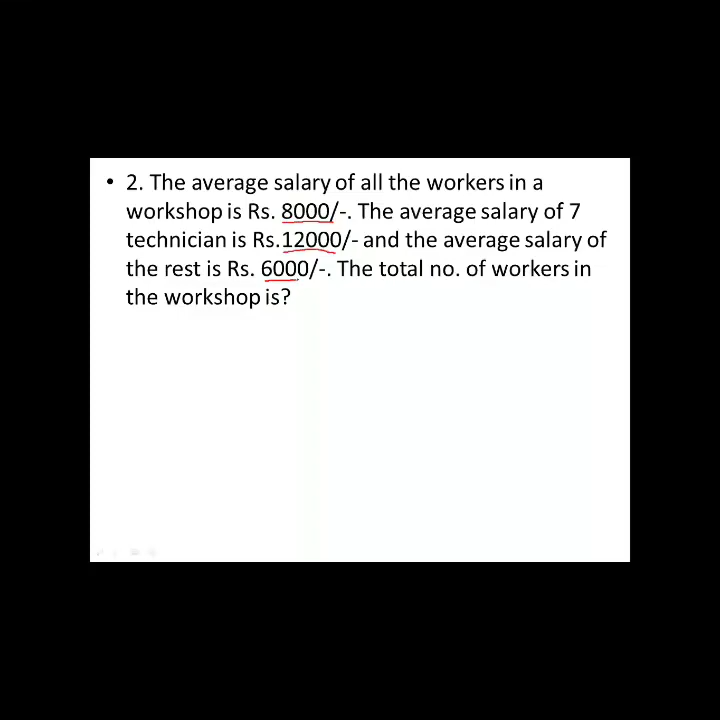 • 2. The average salary of all the workers in a
workshop is Rs. 8000/-. The average salary of 7
technician is Rs.12000/- and the average salary of
the rest is Rs. 6000/-. The total no. of workers in
the workshop is?